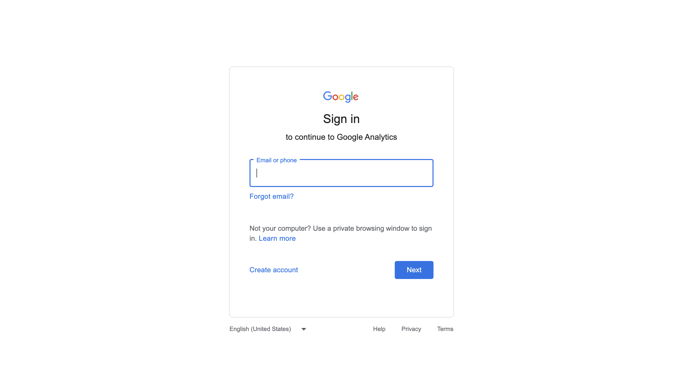 Google
Sign in
to continue to Google Analytics
Email or phone
Forgot email?
Not your computer? Use a private browsing window to sign
in. Learn more
Create account
Next
English (United States)
Help
Privacy
Terms